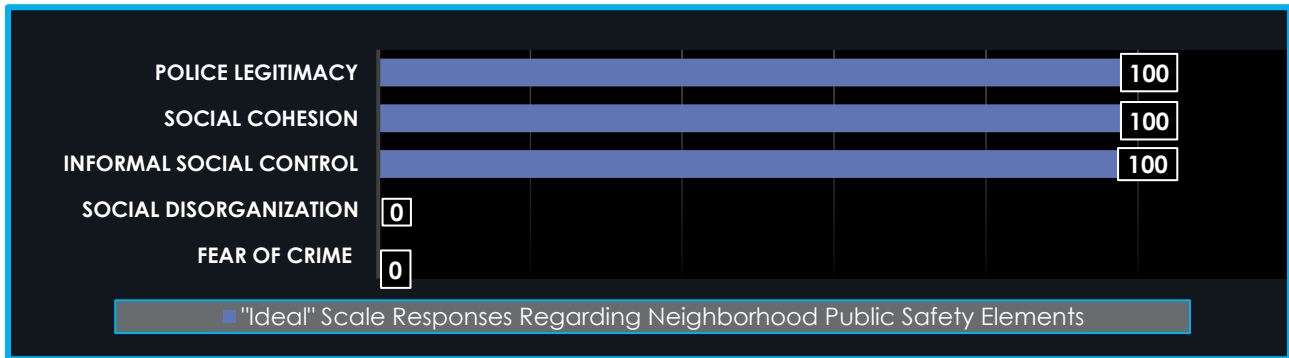 POLICE LEGITIMACY 100
SOCIAL COHESION 100
INFORMAL SOCIAL CONTROL 100
SOCIAL DISORGANIZATION 0
FEAR OF CRIME 0
"Ideal" Scale Responses Regarding Neighborhood Public Safety Elements